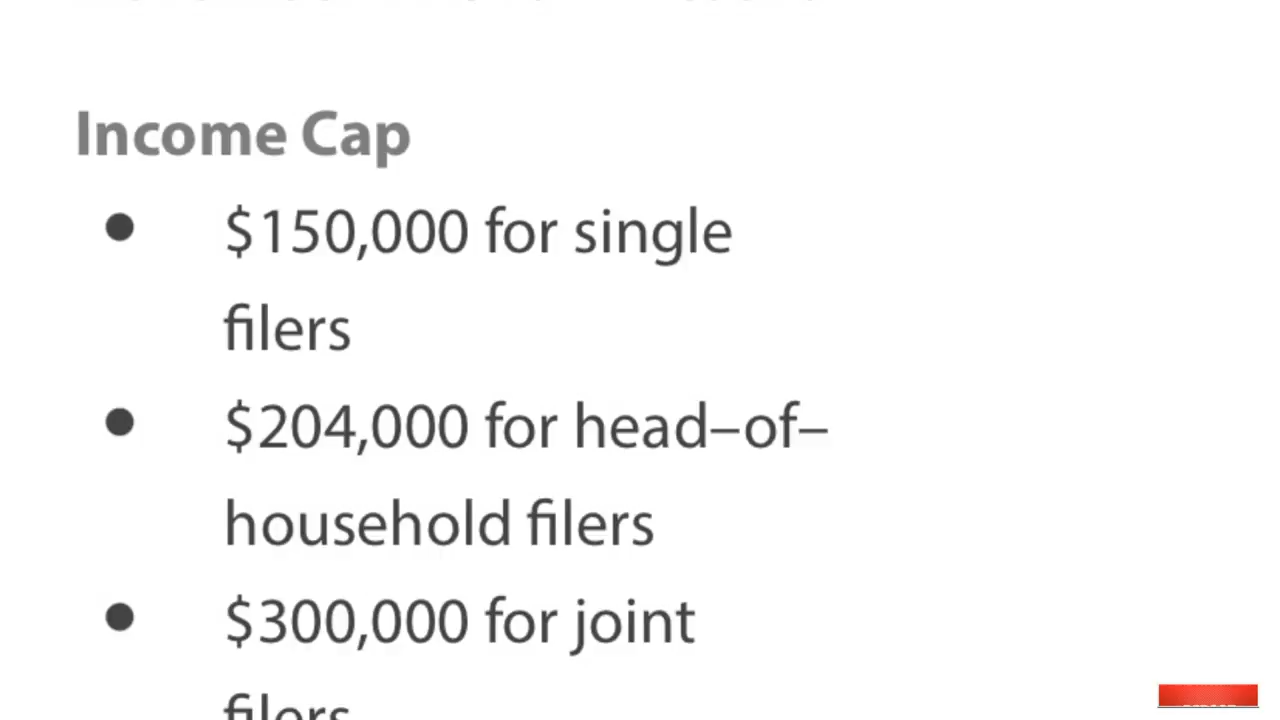 Income Cap
● $150,000 for single
filers
● $204,000 for head–of–
household filers
● $300,000 for joint
filers